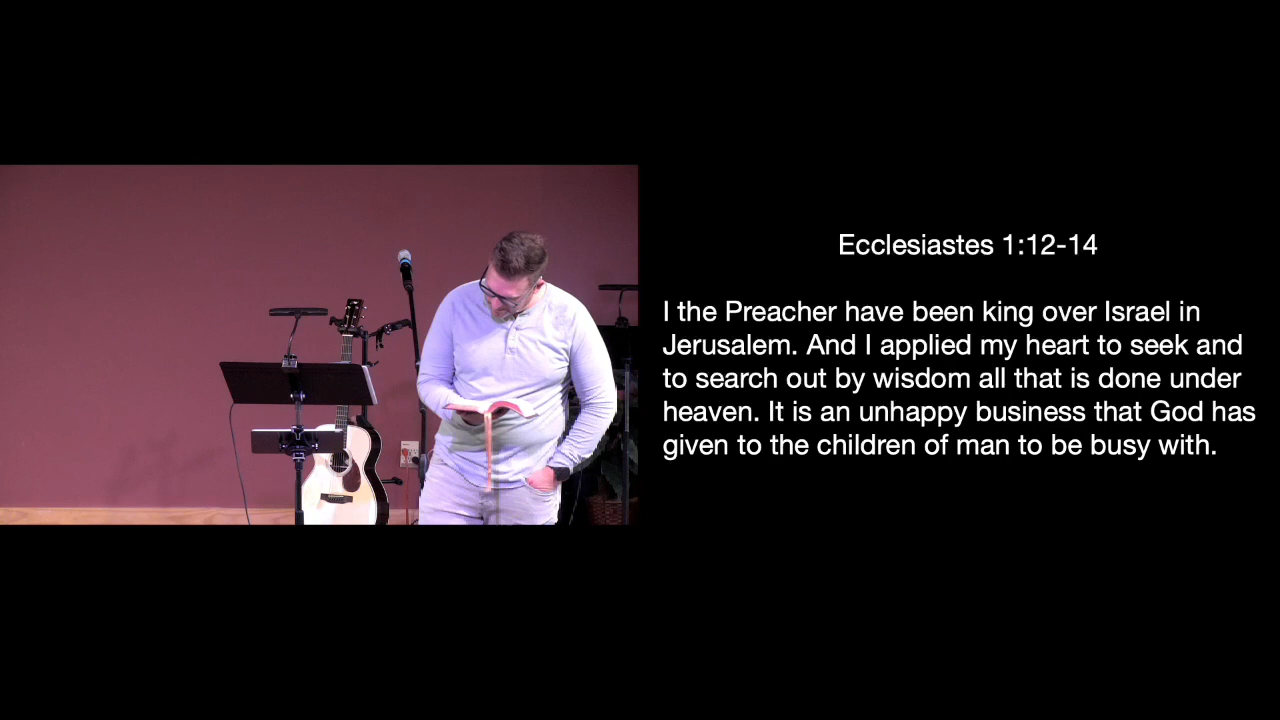 Ecclesiastes 1:12-14
I the Preacher have been king over Israel in
Jerusalem. And I applied my heart to seek and
to search out by wisdom all that is done under
heaven. It is an unhappy business that God has
given to the children of man to be busy with.